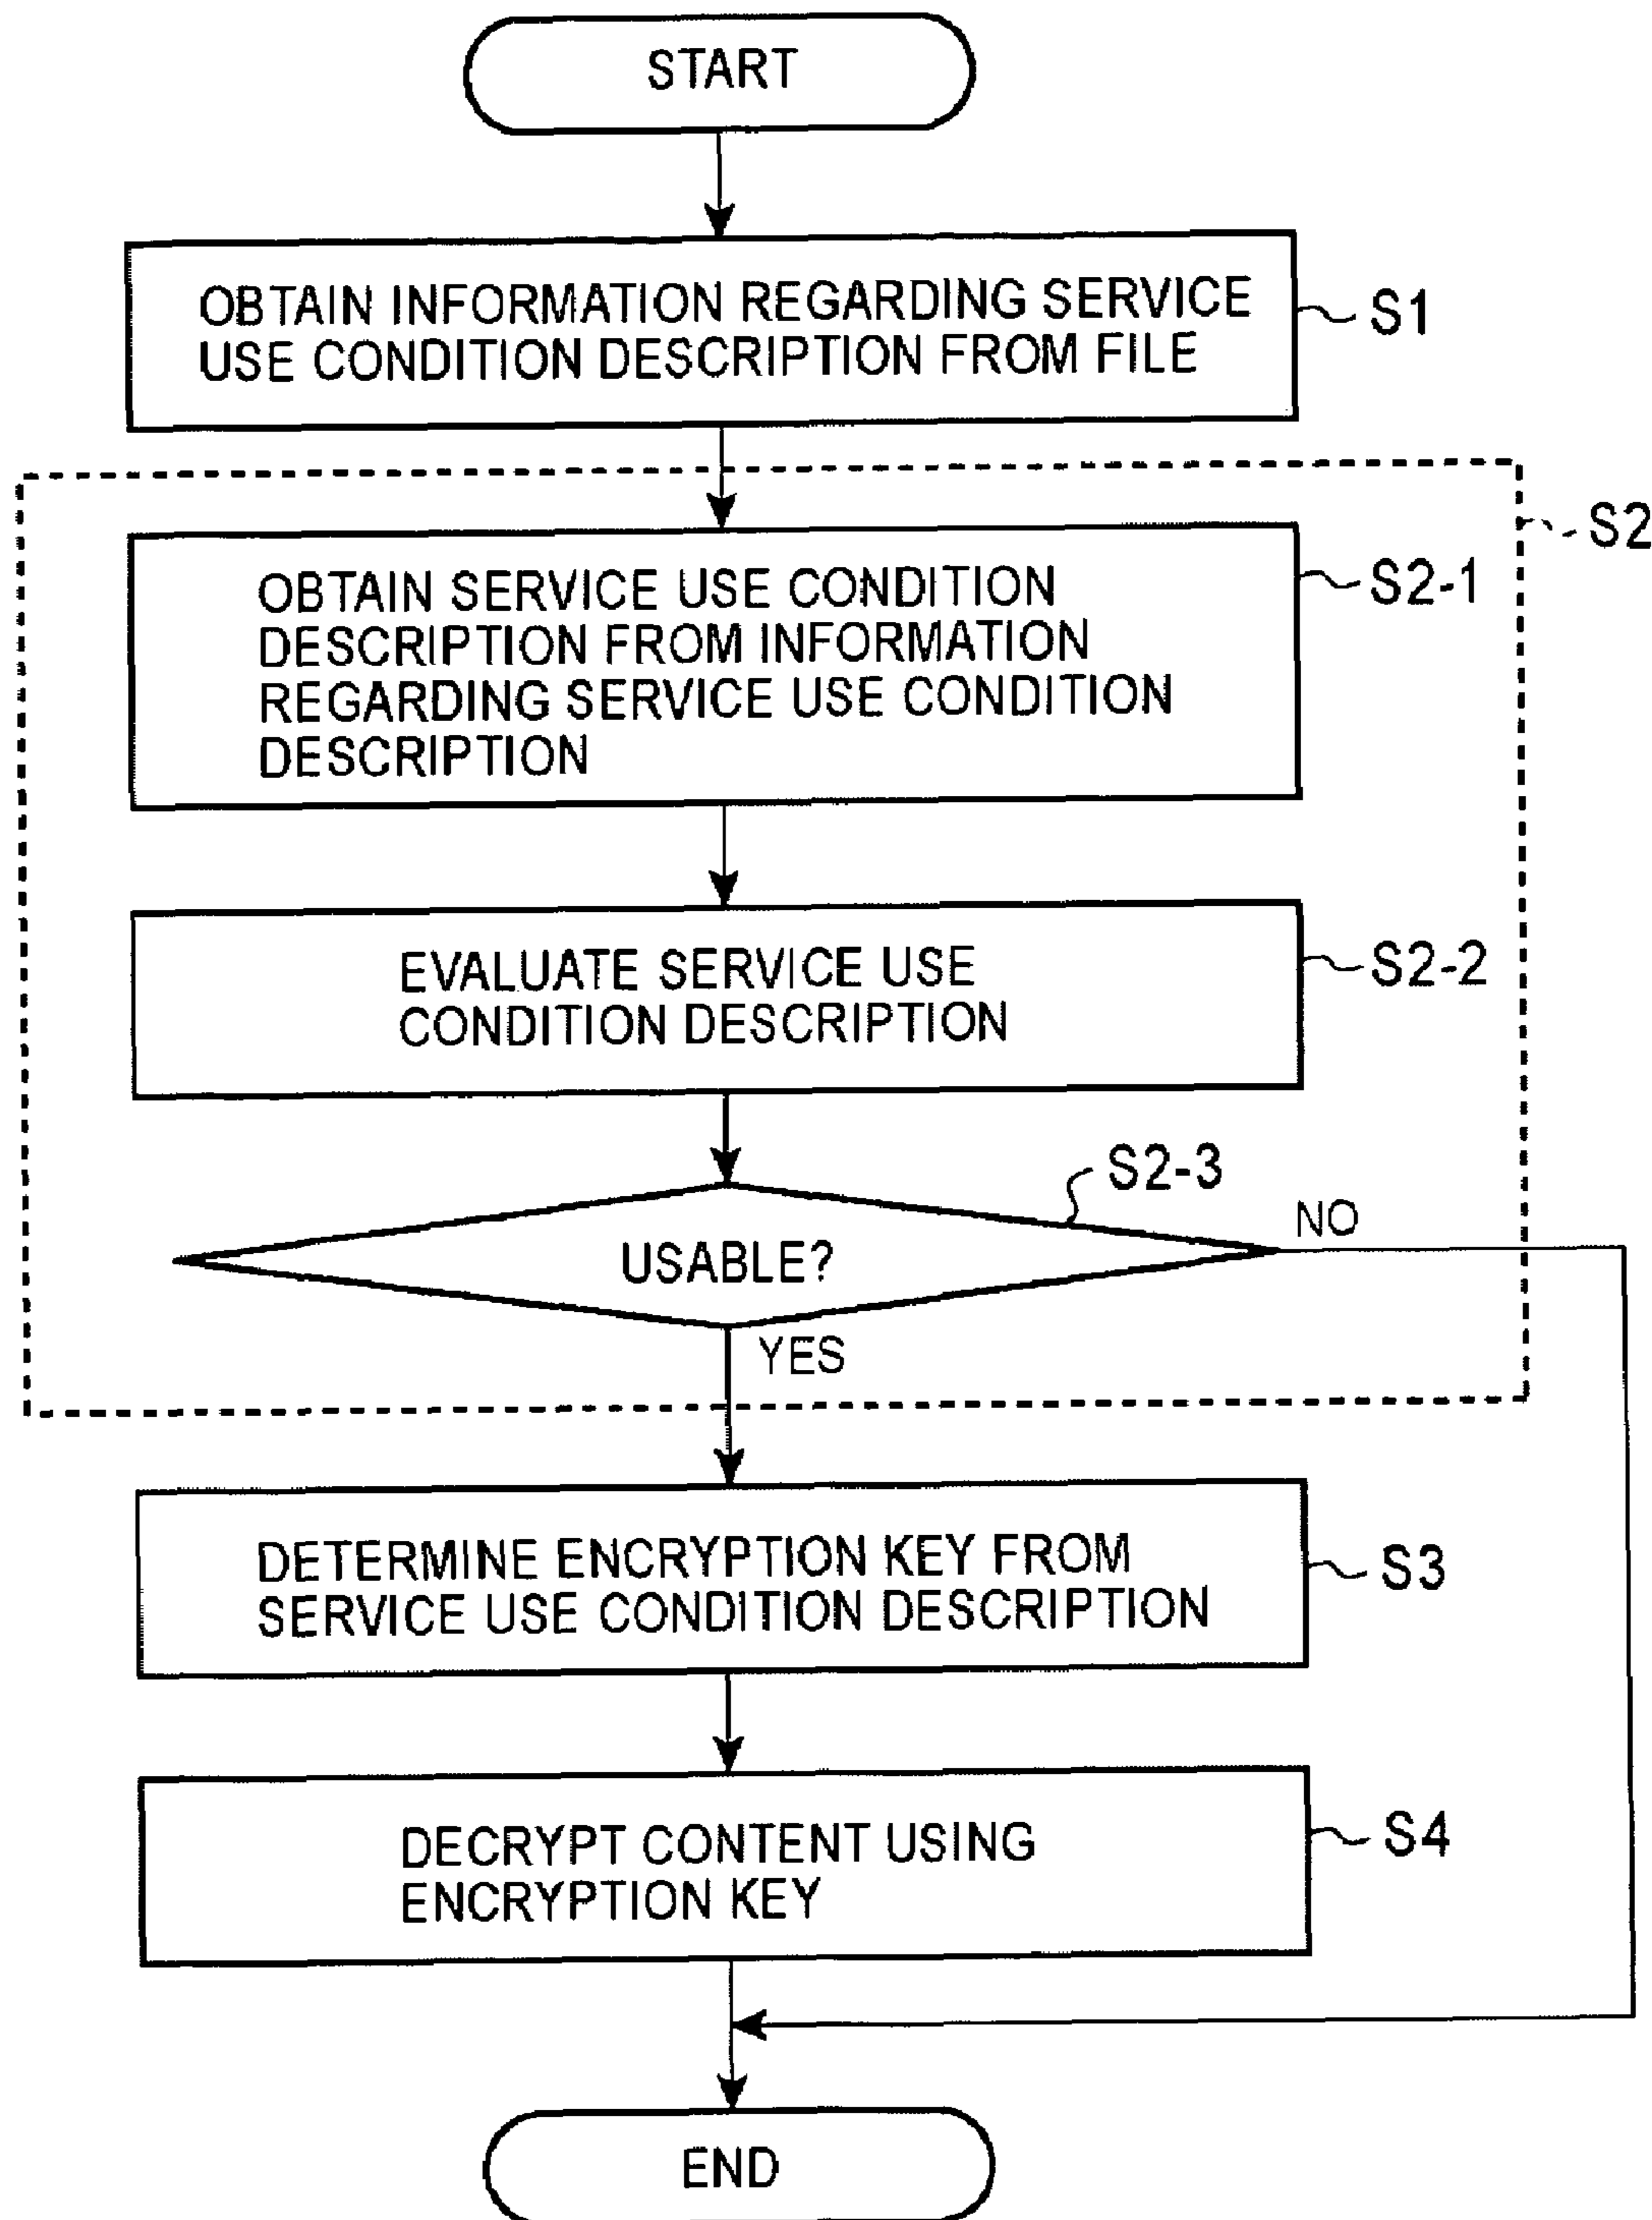 START
OBTAIN INFORMATION REGARDING SERVICE
USE CONDITION DESCRIPTION FROM FILE
S1
S2
OBTAIN SERVICE USE CONDITION
DESCRIPTION FROM INFORMATION
REGARDING SERVICE USE CONDITION
DESCRIPTION
S2-1
EVALUATE SERVICE USE
CONDITION DESCRIPTION
S2-2
S2-3
USABLE?
NO
YES
DETERMINE ENCRYPTION KEY FROM
SERVICE USE CONDITION DESCRIPTION
S3
DECRYPT CONTENT USING
ENCRYPTION KEY
S4
END